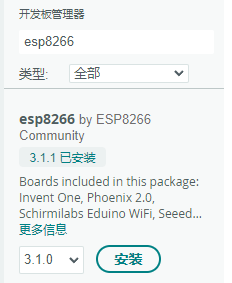 开发板管理器
esp8266
类型: 全部
esp8266 by ESP8266
Community
3.1.1 已安装
Boards included in this package:
Invent One, Phoenix 2.0,
Schirmilabs Eduino WiFi, Seeed...
更多信息
3.1.0 安装